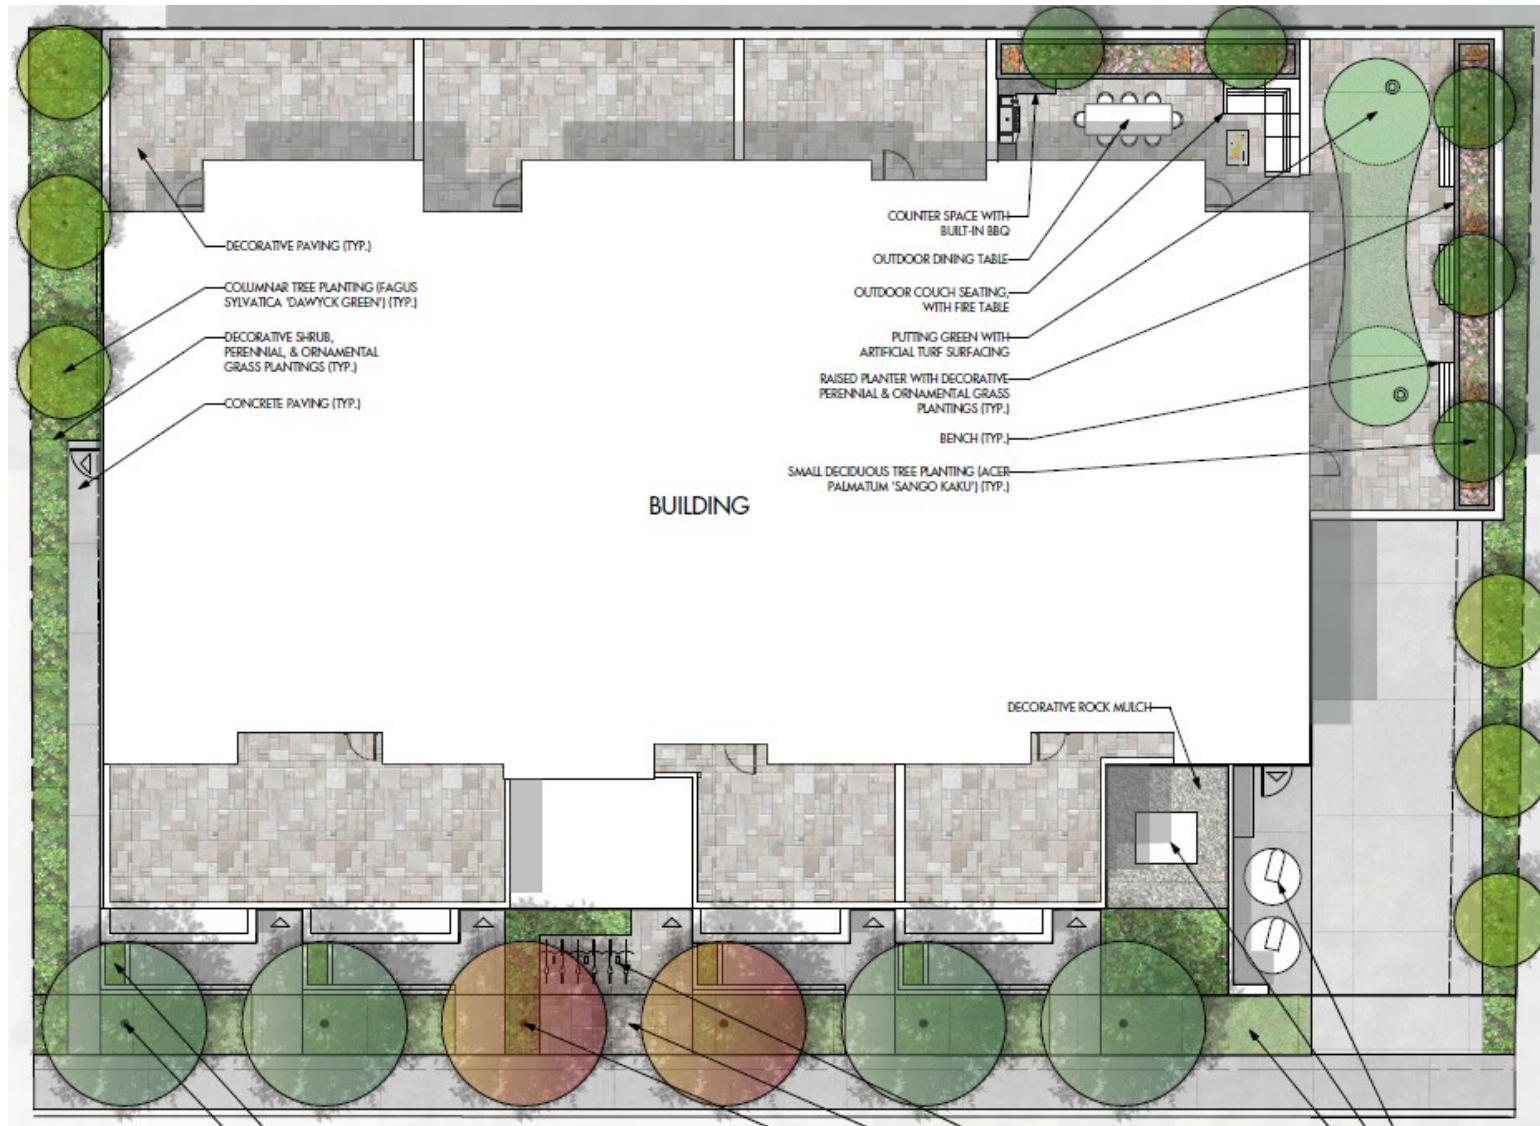 DECORATIVE PAVING (TYP.)
COLUMNAR TREE PLANTING (FAGUS
SYLVATICA 'DAWYCK GREEN') (TYP.)
DECORATIVE SHRUB,
PERENNIAL, & ORNAMENTAL
GRASS PLANTINGS (TYP.)
CONCRETE PAVING (TYP.)
COUNTER SPACE WITH
BUILT-IN BBQ
OUTDOOR DINING TABLE
OUTDOOR COUCH SEATING,
WITH FIRE TABLE
PUTTING GREEN WITH
ARTIFICIAL TURF SURFACING
RAISED PLANTER WITH DECORATIVE
PERENNIAL & ORNAMENTAL GRASS
PLANTINGS (TYP.)
BENCH (TYP.)
SMALL DECIDUOUS TREE PLANTING (ACER
PALMATUM 'SANGO KAKU') (TYP.)
BUILDING
DECORATIVE ROCK MULCH